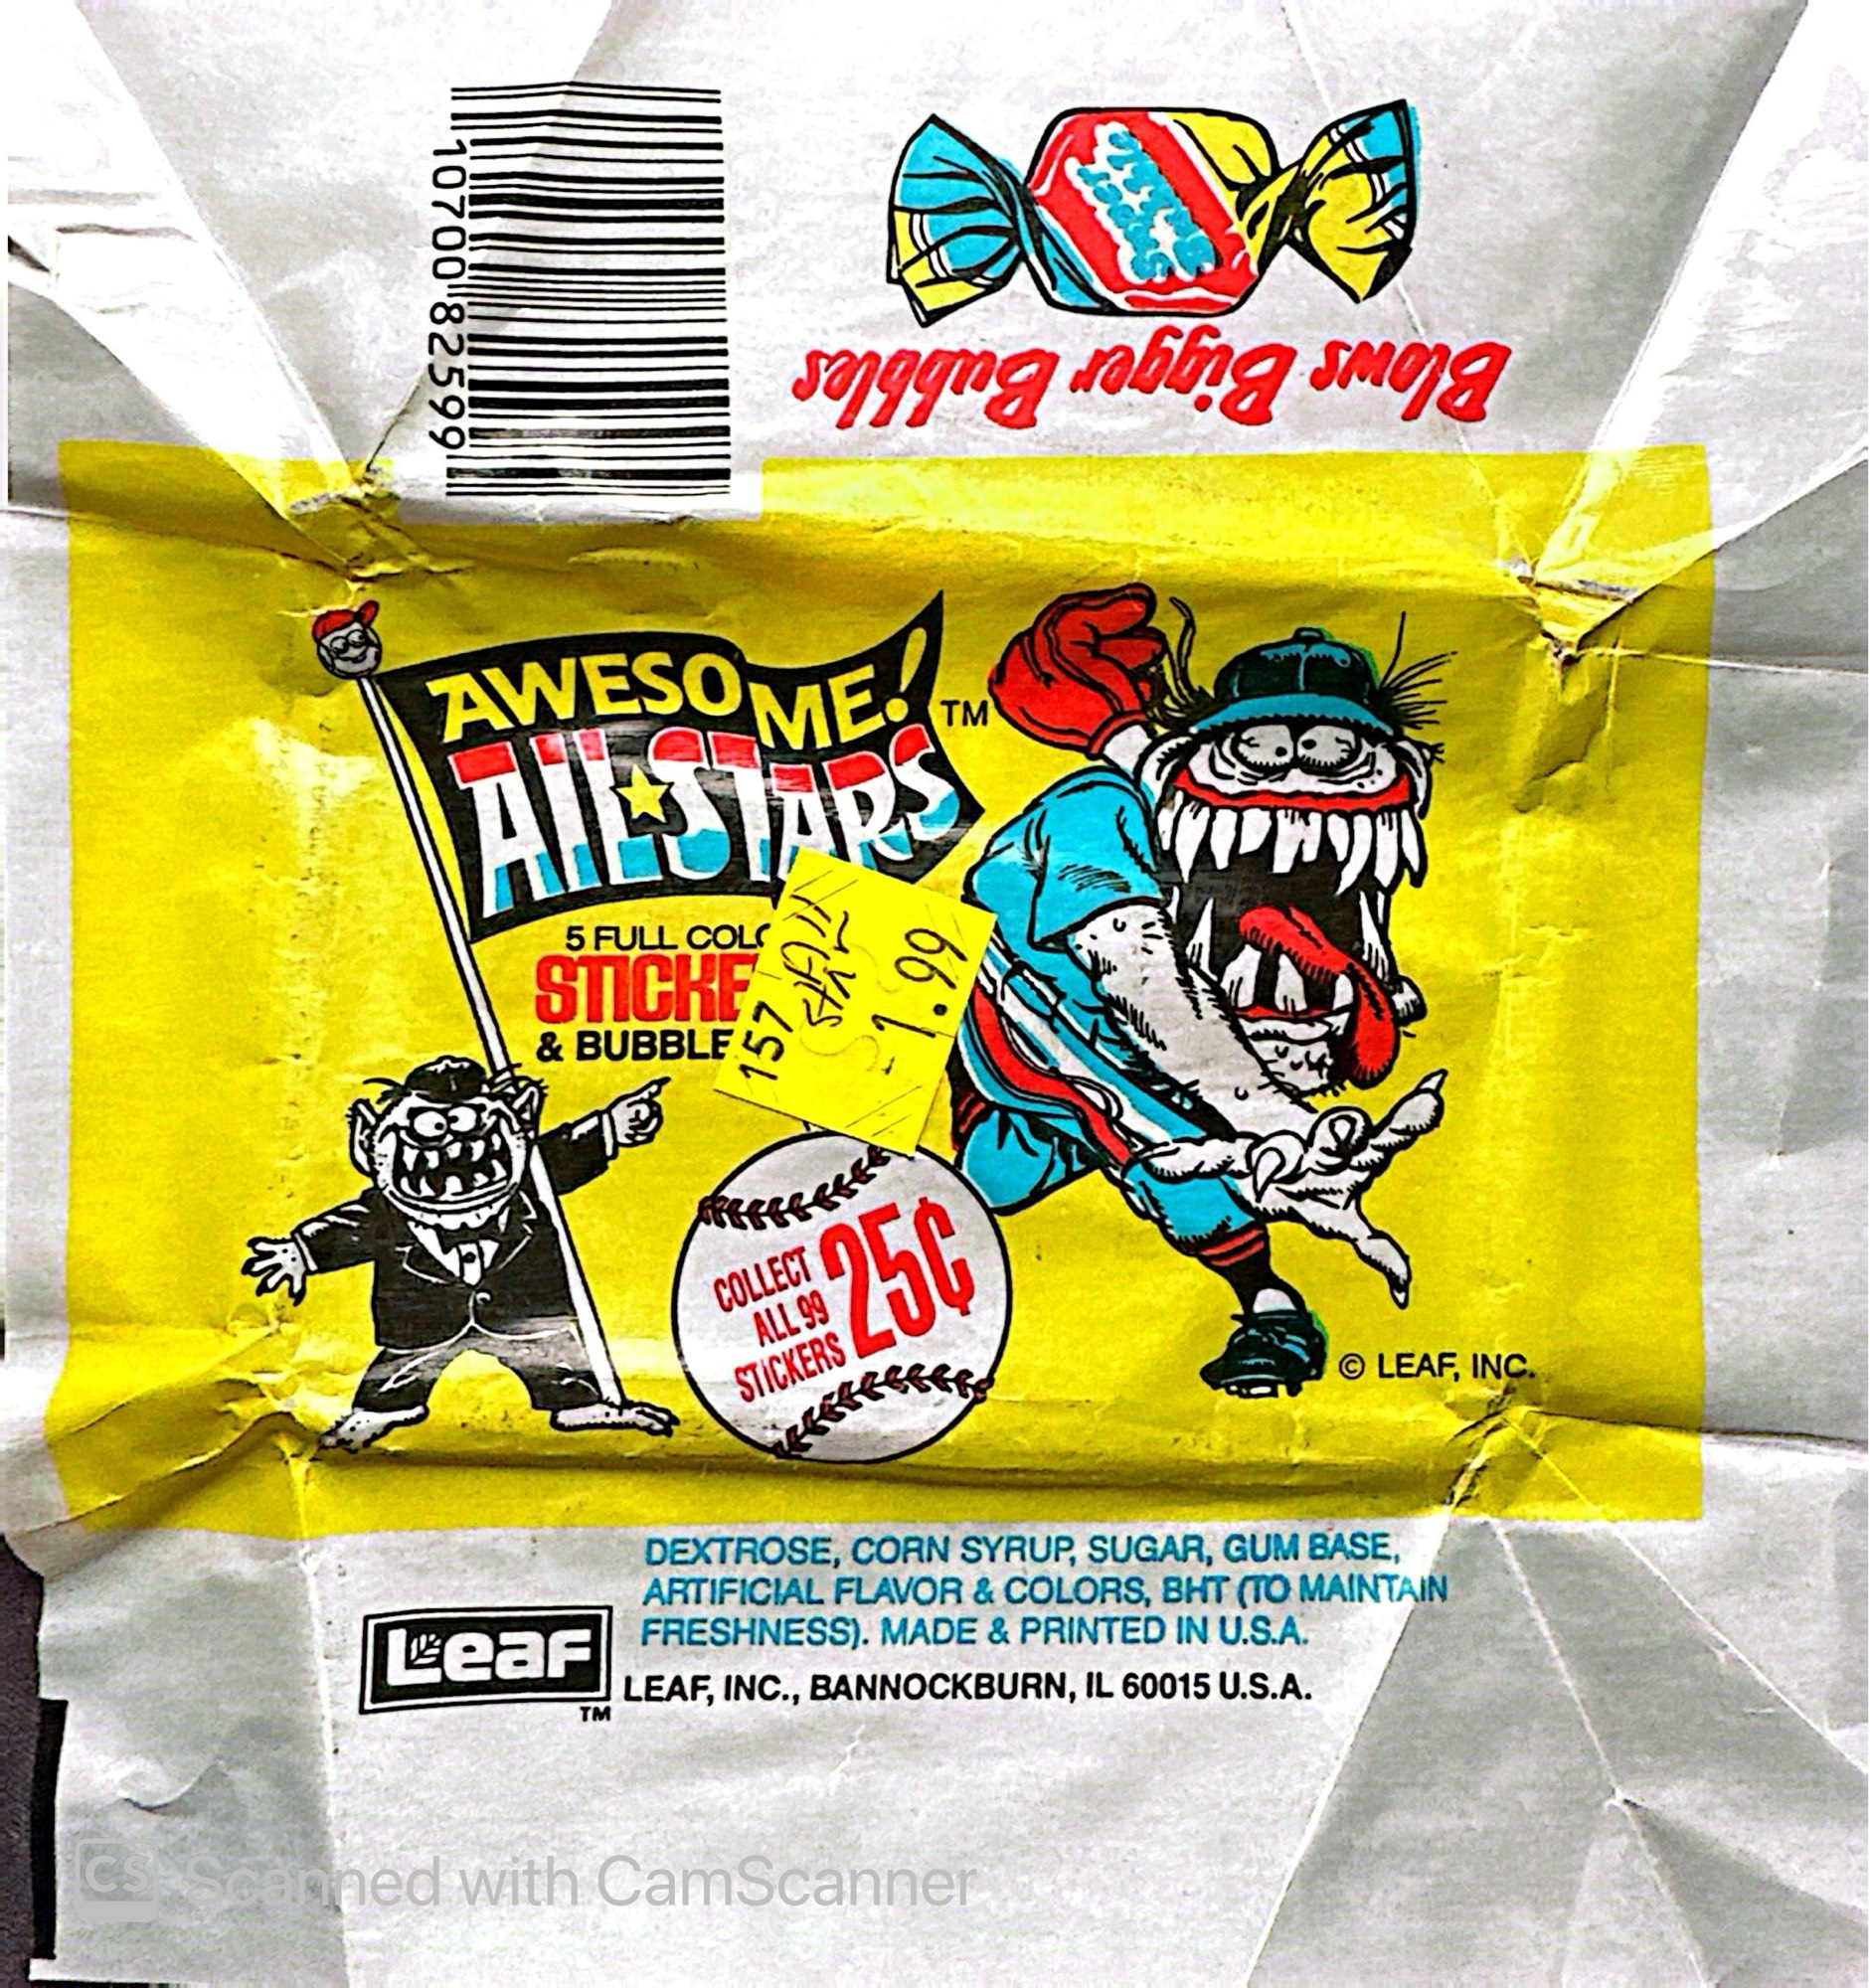 10700 82599
Blows Bigger Bubbles
AWESOME!
ALL★STARS
TM
5 FULL COLO
STICKE
& BUBBLE
157
1.99
COLLECT
ALL 99
STICKERS
25¢
© LEAF, INC.
DEXTROSE, CORN SYRUP, SUGAR, GUM BASE,
ARTIFICIAL FLAVOR & COLORS, BHT (TO MAINTAIN
FRESHNESS). MADE & PRINTED IN U.S.A.
Leaf
TM
LEAF, INC., BANNOCKBURN, IL 60015 U.S.A.
CS Scanned with CamScanner